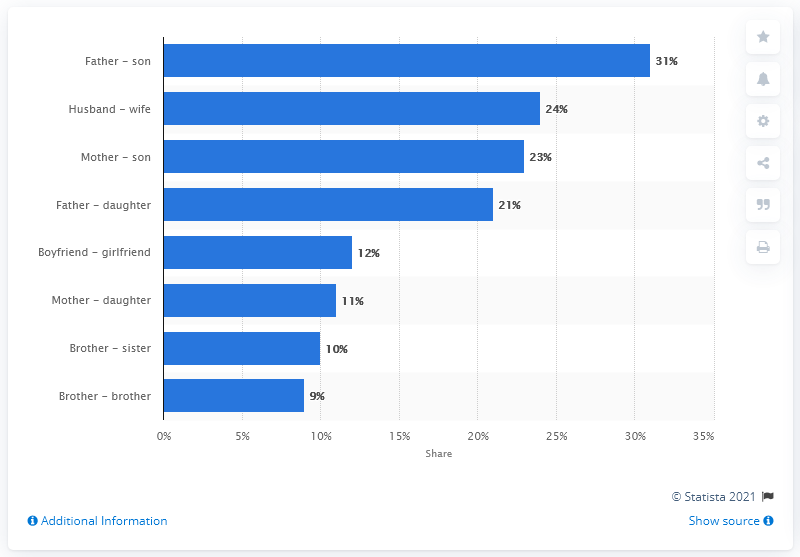 Father – son 31%
Husband – wife 24%
Mother – son 23%
Father – daughter 21%
Boyfriend – girlfriend 12%
Mother – daughter 11%
Brother – sister 10%
Brother – brother 9%
0% 5% 10% 15% 20% 25% 30% 35%
Share
© Statista 2021
Additional Information Show source